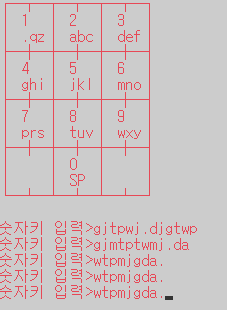 1 2 3
.qz abc def
4 5 6
ghi jkl mno
7 8 9
prs tuv wxy
0
SP
숫자키 입력>gjtpwj.djgtwp
숫자키 입력>gjmtptwmj.da
숫자키 입력>wtpmjgda.
숫자키 입력>wtpmjgda.
숫자키 입력>wtpmjgda.